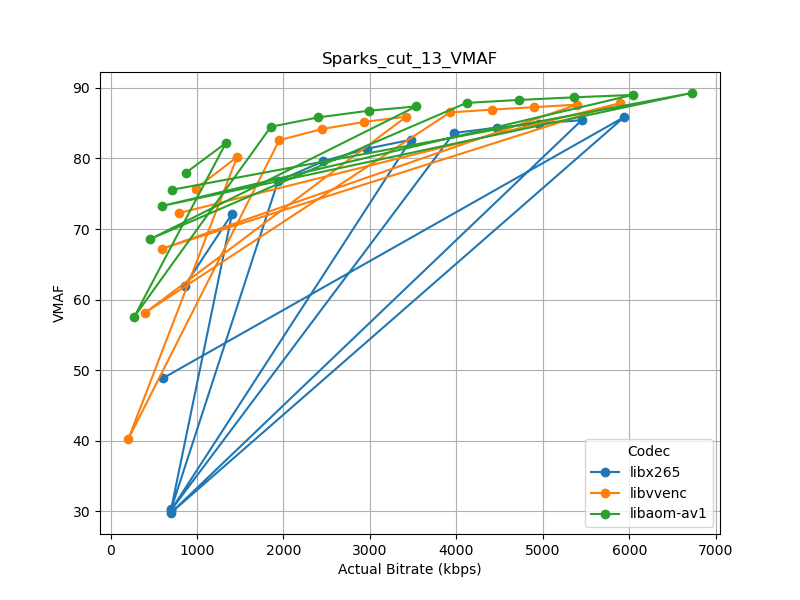 Sparks_cut_13_VMAF
VMAF
90
80
70
60
50
40
30
0 1000 2000 3000 4000 5000 6000 7000
Actual Bitrate (kbps)
Codec
libx265
libvvenc
libaom-av1